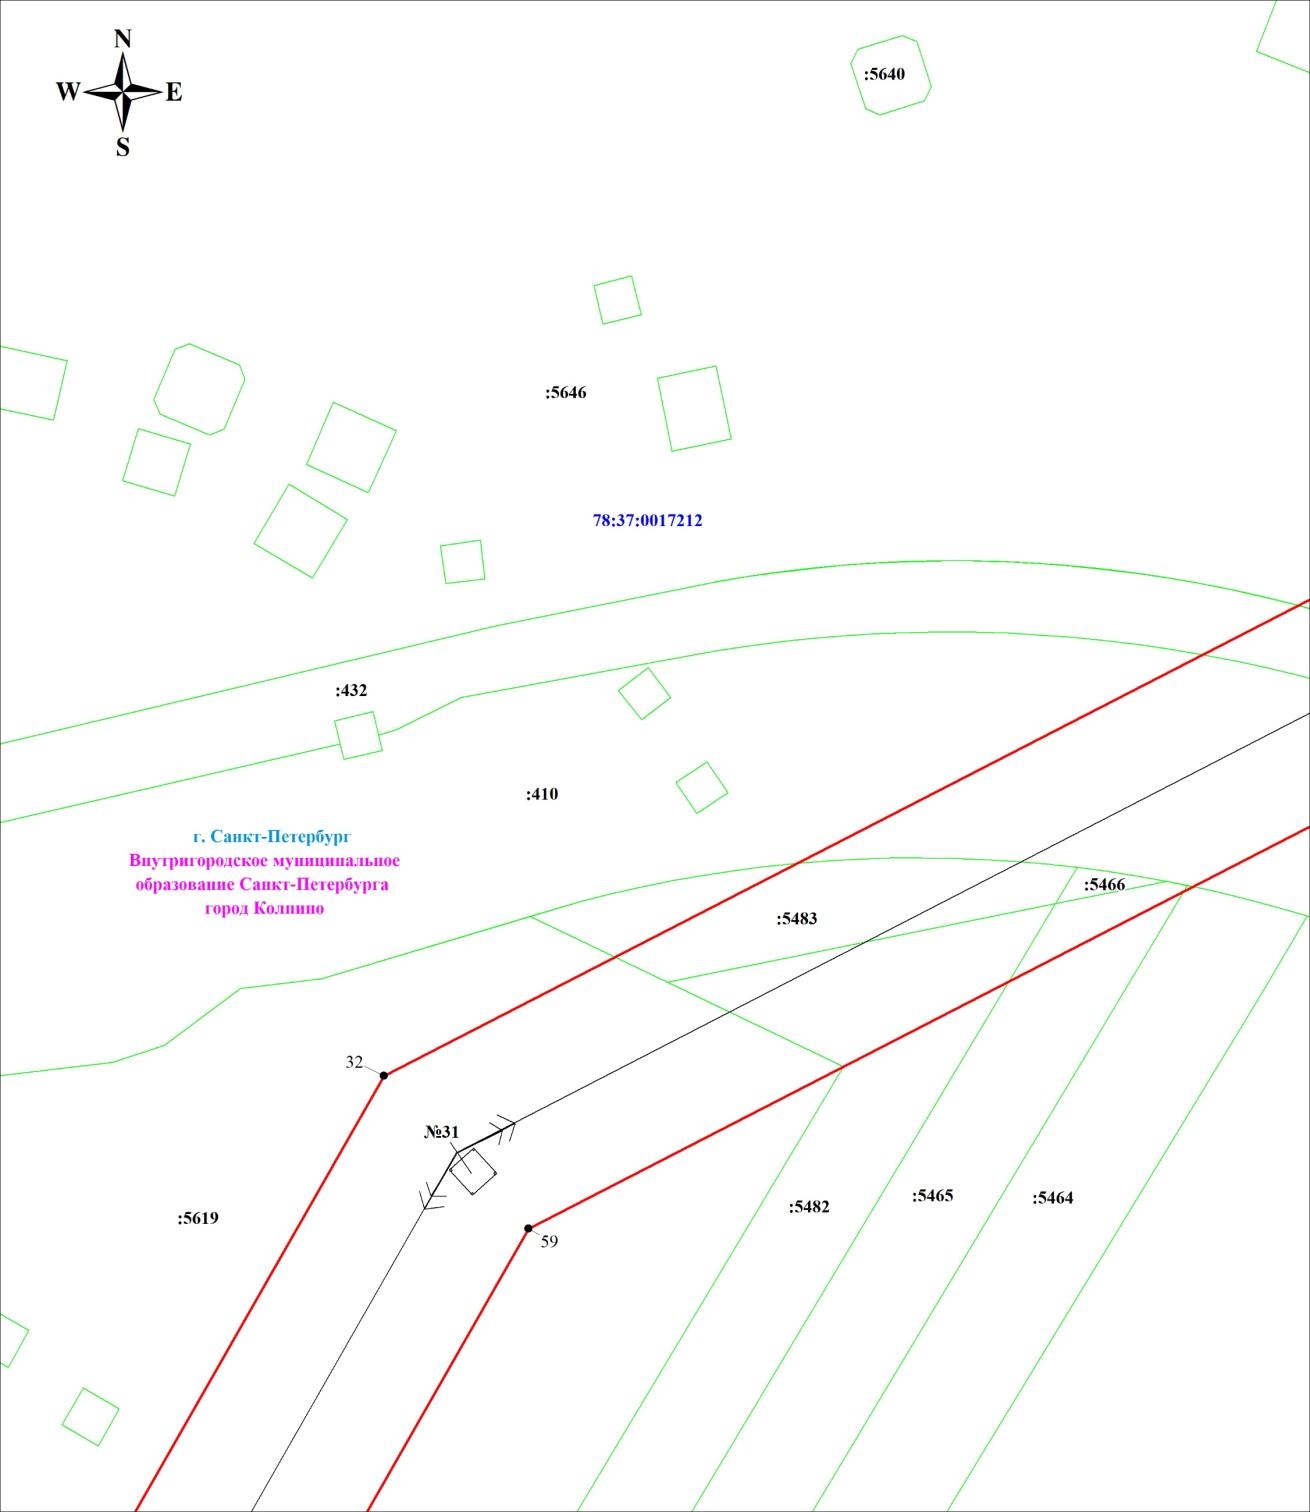 N
W E
S
:5640
:5646
78:37:0017212
:432
:410
г. Санкт-Петербург
Внутригородское муниципальное
образование Санкт-Петербурга
город Колпино
:5466
:5483
32
№31
:5619
59
:5482
:5465
:5464